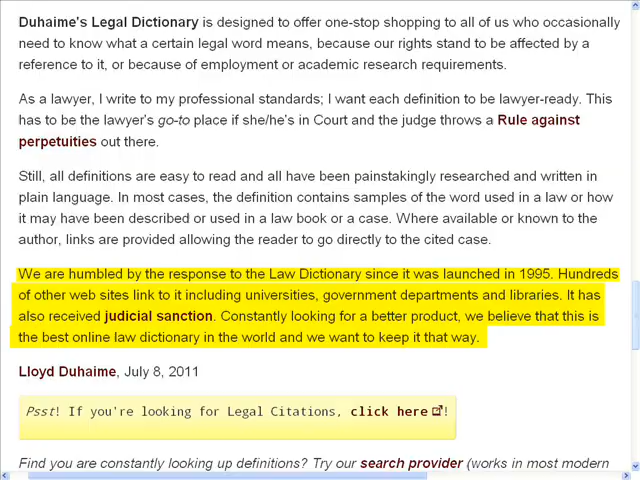 Duhaime's Legal Dictionary is designed to offer one-stop shopping to all of us who occasionally
need to know what a certain legal word means, because our rights stand to be affected by a
reference to it, or because of employment or academic research requirements.
As a lawyer, I write to my professional standards; I want each definition to be lawyer-ready. This
has to be the lawyer's go-to place if she/he's in Court and the judge throws a Rule against
perpetuities out there.
Still, all definitions are easy to read and all have been painstakingly researched and written in
plain language. In most cases, the definition contains samples of the word used in a law or how
it may have been described or used in a law book or a case. Where available or known to the
author, links are provided allowing the reader to go directly to the cited case.
We are humbled by the response to the Law Dictionary since it was launched in 1995. Hundreds
of other web sites link to it including universities, government departments and libraries. It has
also received judicial sanction. Constantly looking for a better product, we believe that this is
the best online law dictionary in the world and we want to keep it that way.
Lloyd Duhaime, July 8, 2011
Psst! If you're looking for Legal Citations, click here!
Find you are constantly looking up definitions? Try our search provider (works in most modern